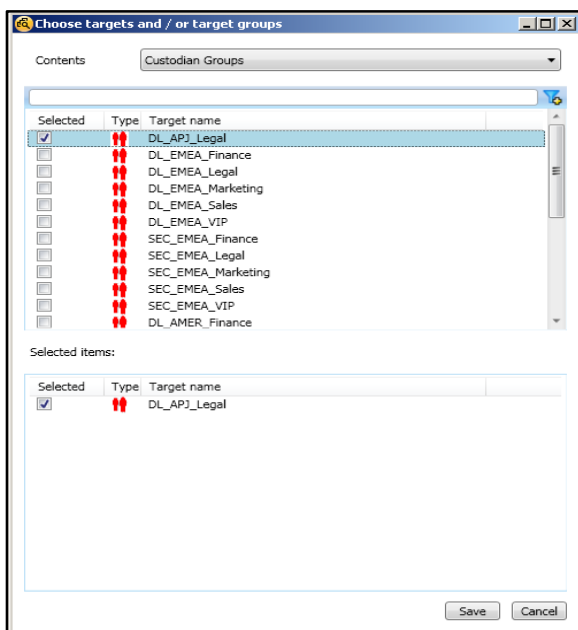 Choose targets and / or target groups
Contents Custodian Groups
Selected Type Target name
DL_APJ_Legal
DL_EMEA_Finance
DL_EMEA_Legal
DL_EMEA_Marketing
DL_EMEA_Sales
DL_EMEA_VIP
SEC_EMEA_Finance
SEC_EMEA_Legal
SEC_EMEA_Marketing
SEC_EMEA_Sales
SEC_EMEA_VIP
DL_AMER_Finance
Selected items:
Selected Type Target name
DL_APJ_Legal
Save Cancel